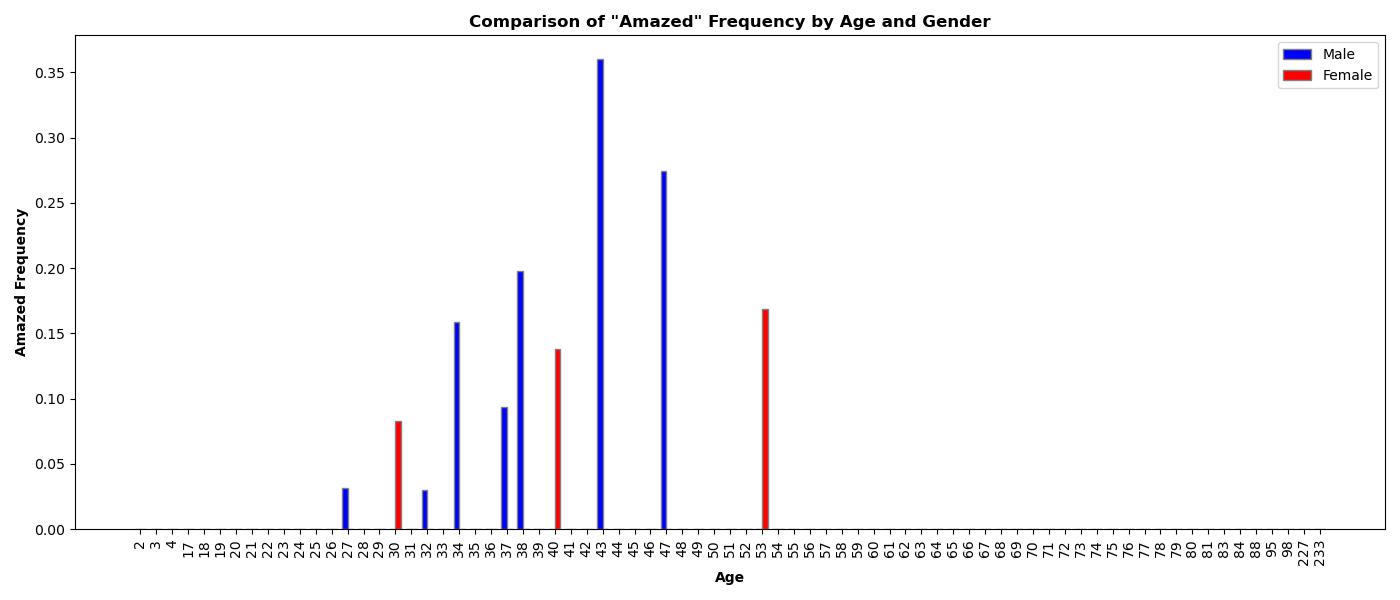 Comparison of "Amazed" Frequency by Age and Gender
Male
Female
Amazed Frequency
0.35
0.30
0.25
0.20
0.15
0.10
0.05
0.00
2 3 4 17 18 19 20 21 22 23 24 25 26 27 28 29 30 31 32 33 34 35 36 37 38 39 40 41 42 43 44 45 46 47 48 49 50 51 52 53 54 55 56 57 58 59 60 61 62 63 64 65 66 67 68 69 70 71 72 73 74 75 76 77 78 79 80 81 83 84 88 95 98 227 233
Age